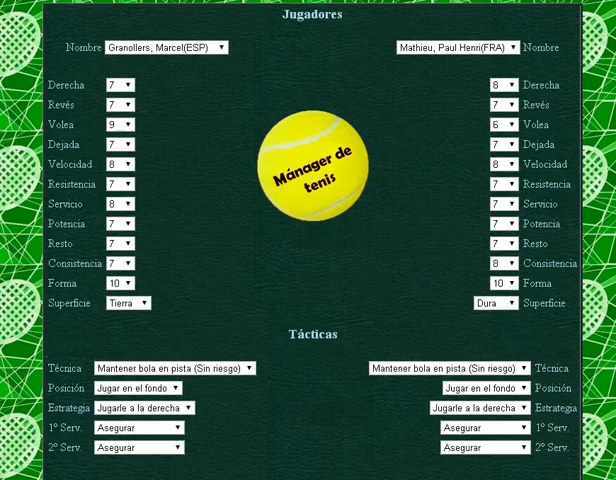 Jugadores
Nombre Granollers, Marcel(ESP) Mathieu, Paul Henri(FRA) Nombre
Derecha 7 8 Derecha
Revés 7 7 Revés
Volea 9 6 Volea
Dejada 7 7 Dejada
Velocidad 8 8 Velocidad
Resistencia 7 7 Resistencia
Servicio 8 7 Servicio
Potencia 7 7 Potencia
Resto 7 7 Resto
Consistencia 7 8 Consistencia
Forma 10 10 Forma
Superficie Tierra Dura Superficie
Mánager de
tenis
Tácticas
Técnica Mantener bola en pista (Sin riesgo) Mantener bola en pista (Sin riesgo) Técnica
Posición Jugar en el fondo Jugar en el fondo Posición
Estrategia Jugarle a la derecha Jugarle a la derecha Estrategia
1º Serv. Asegurar Asegurar 1º Serv.
2º Serv. Asegurar Asegurar 2º Serv.